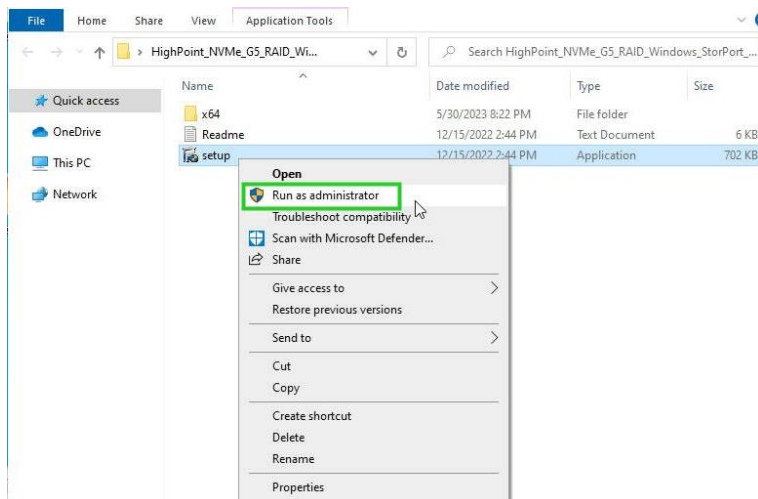 File Home Share View Application Tools
HighPoint_NVMe_G5_RAID_Wi... Search HighPoint_NVMe_G5_RAID_Windows_StorPort_...
Name Date modified Type Size
Quick access
x64 5/30/2023 8:22 PM File folder
OneDrive
Readme 12/15/2022 2:44 PM Text Document 6 KB
This PC
setup 12/15/2022 2:44 PM Application 702 KB
Network
Open
Run as administrator
Troubleshoot compatibility
Scan with Microsoft Defender...
Share
Give access to
Restore previous versions
Send to
Cut
Copy
Create shortcut
Delete
Rename
Properties